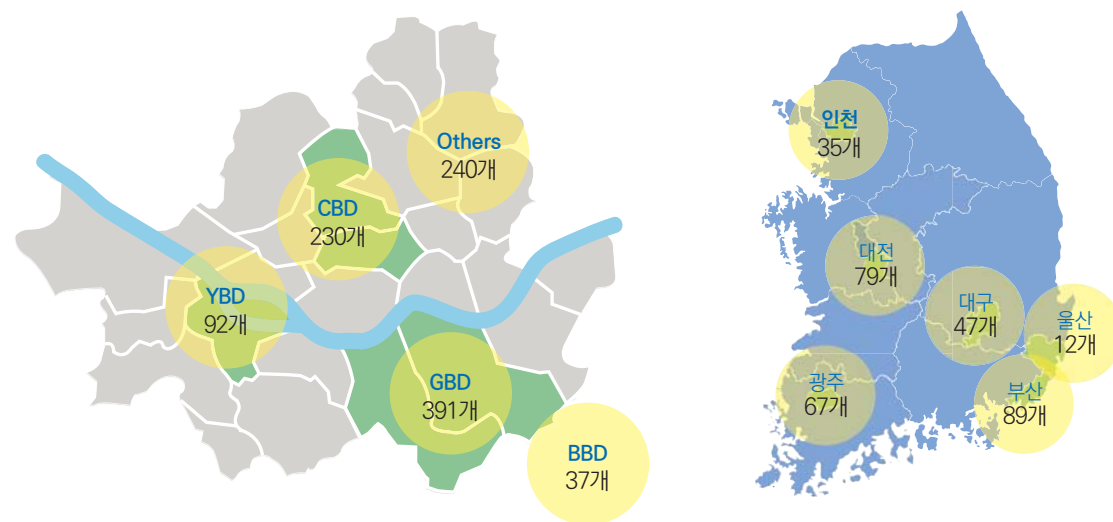 Others
240개
CBD
230개
YBD
92개
GBD
391개
BBD
37개
인천
35개
대전
79개
대구
47개
울산
12개
광주
67개
부산
89개